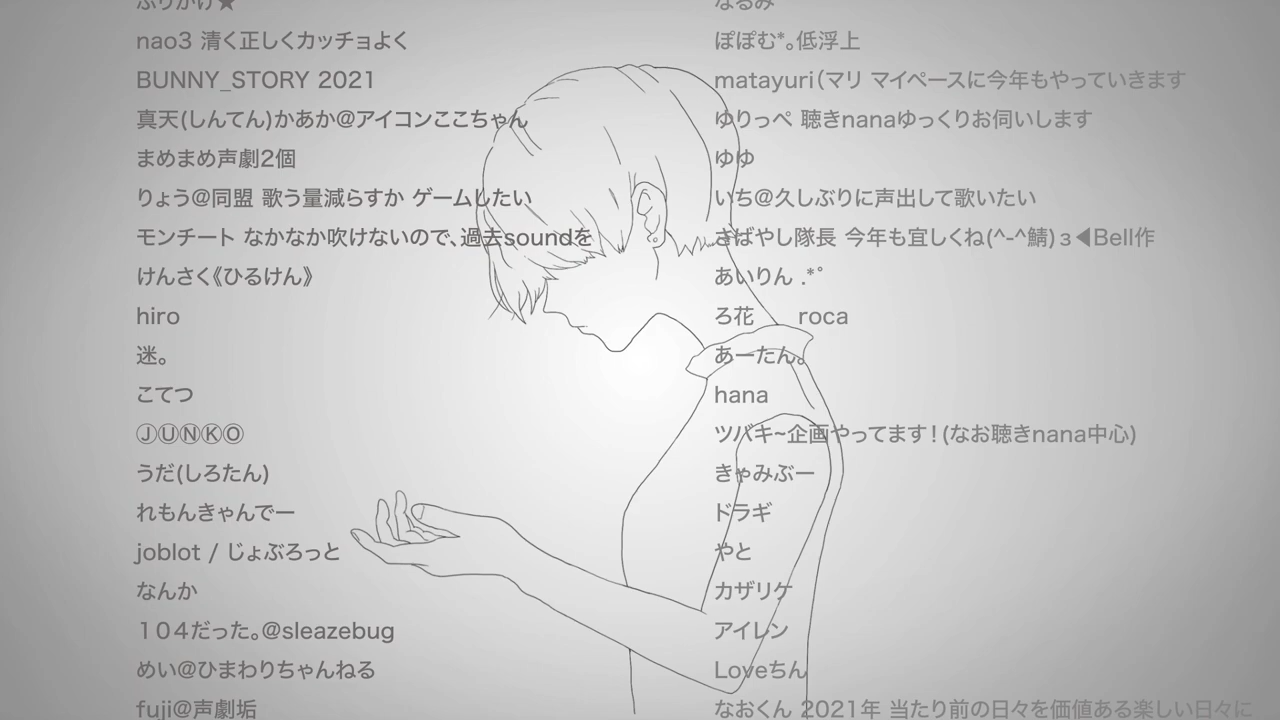 ふりかけ★
nao3 清く正しくカッチョよく
BUNNY_STORY 2021
真天(しんてん)かあか@アイコンここちゃん
まめまめ声劇2個
りょう@同盟 歌う量減らすか ゲームしたい
モンチート なかなか吹けないので、過去soundを
けんさく《ひるけん》
hiro
迷。
こてつ
ⒿⓊⓃⓀⓄ
うだ(しろたん)
れもんきゃんでー
joblot / じょぶろっと
なんか
１０４だった。@sleazebug
めい@ひまわりちゃんねる
fuji@声劇垢
なるみ
ぽぽむ*。低浮上
matayuri（マリ マイペースに今年もやっていきます
ゆりっぺ 聴きnanaゆっくりお伺いします
ゆゆ
いち@久しぶりに声出して歌いたい
さばやし隊長 今年も宜しくね(^-^鯖)ᴈ◀Bell作
あいりん .*˚
ろ花　　roca
あーたん。
hana
ツバキ~企画やってます！(なお聴きnana中心)
きゃみぶー
ドラギ
やと
カザリケ
アイレン
Loveちん
なおくん 2021年 当たり前の日々を価値ある楽しい日々に